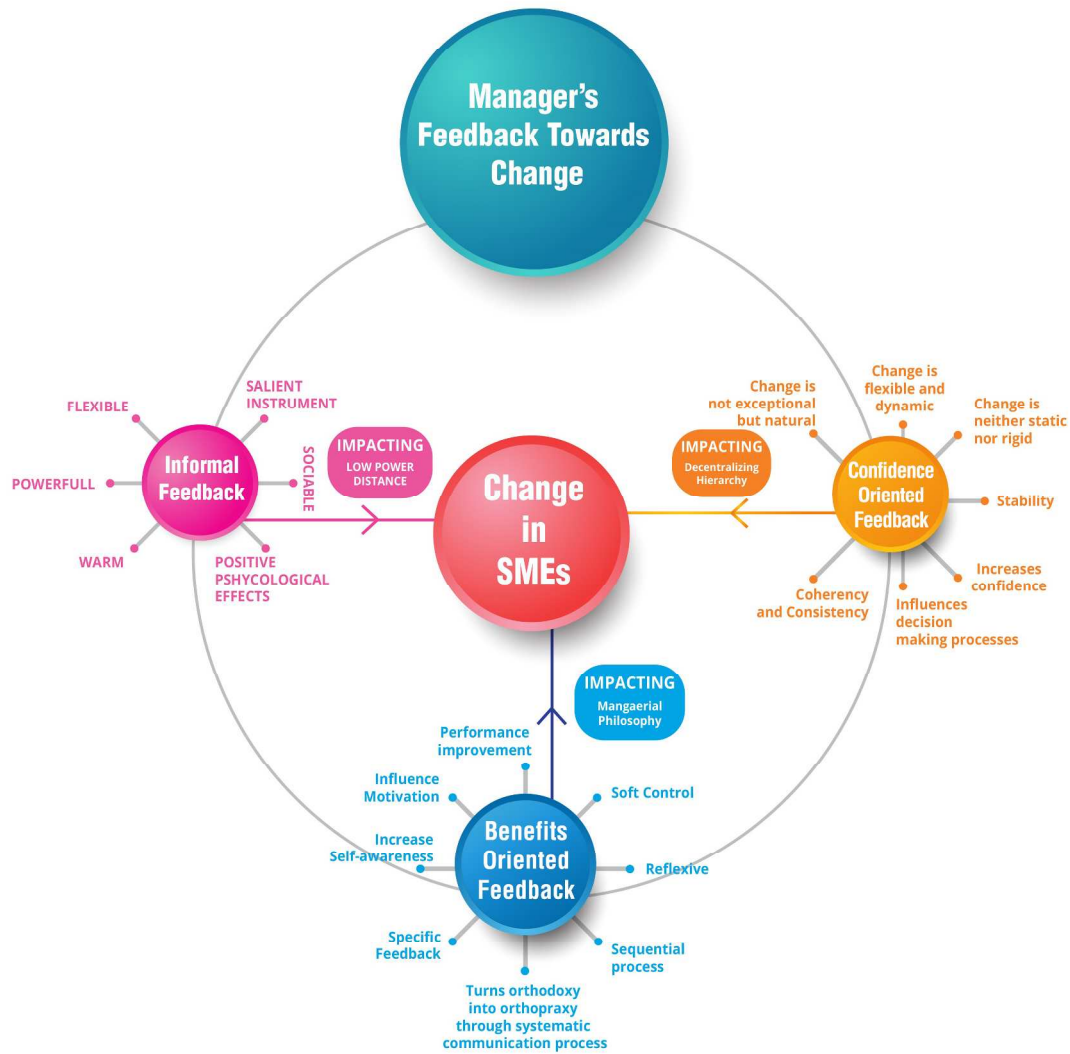 Manager's
Feedback Towards
Change
FLEXIBLE
SALIENT
INSTRUMENT
POWERFULL
Informal
Feedback
SOCIABLE
WARM
POSITIVE
PSHYCOLOGICAL
EFFECTS
IMPACTING
LOW POWER
DISTANCE
Change
in
SMEs
IMPACTING
Decentralizing
Hierarchy
Change is
not exceptional
but natural
Change is
flexible and
dynamic
Change is
neither static
nor rigid
Confidence
Oriented
Feedback
Stability
Increases
confidence
Influences
decision
making processes
Coherency
and Consistency
IMPACTING
Mangaerial
Philosophy
Performance
improvement
Influence
Motivation
Soft Control
Increase
Self-awareness
Benefits
Oriented
Feedback
Reflexive
Specific
Feedback
Sequential
process
Turns orthodoxy
into orthopraxy
through systematic
communication process